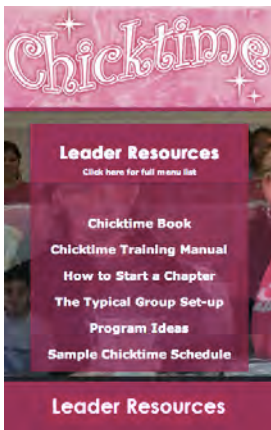 Chicktime
Leader Resources
Click here for full menu list
Chicktime Book
Chicktime Training Manual
How to Start a Chapter
The Typical Group Set-up
Program Ideas
Sample Chicktime Schedule
Leader Resources